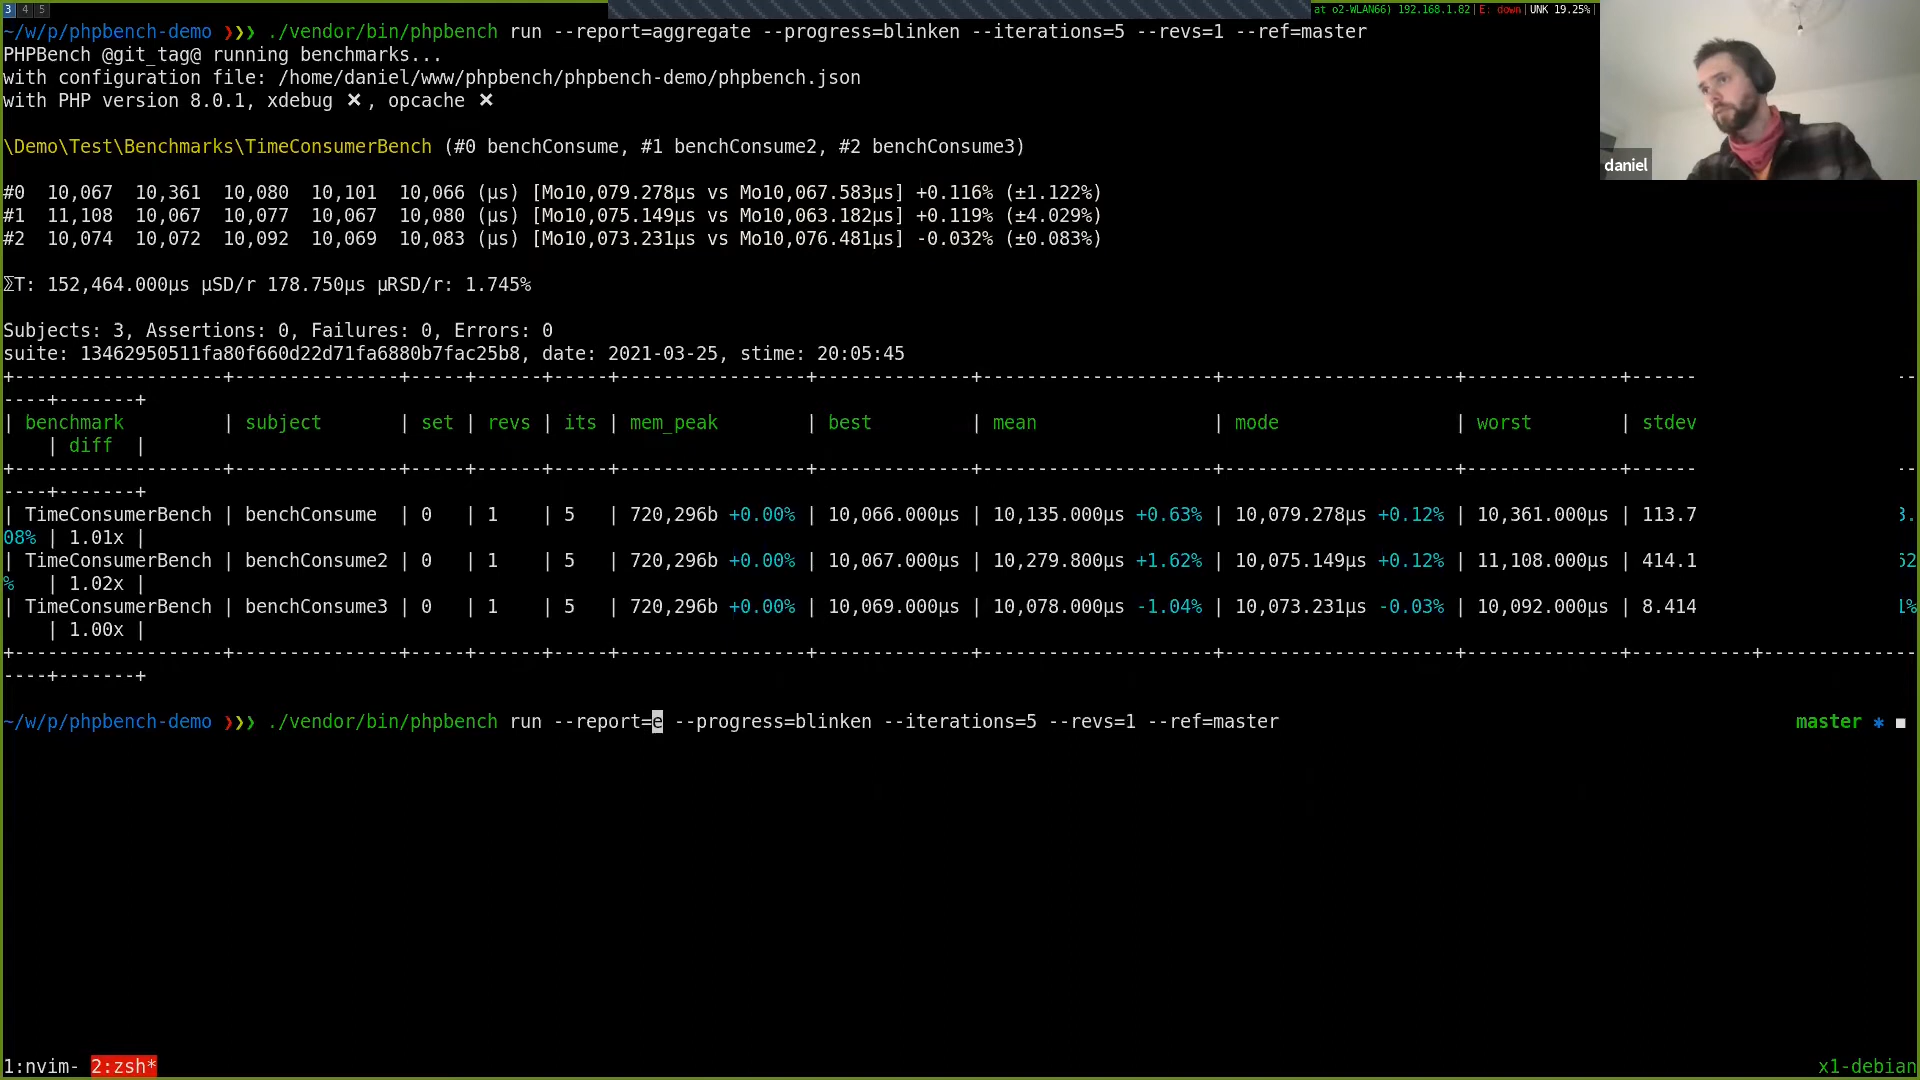 3 4 5
at o2-WLAN66) 192.168.1.82 | E: down | UNK 19.25% |
~/w/p/phpbench-demo ❯❯❯ ./vendor/bin/phpbench run --report=aggregate --progress=blinken --iterations=5 --revs=1 --ref=master
PHPBench @git_tag@ running benchmarks...
with configuration file: /home/daniel/www/phpbench/phpbench-demo/phpbench.json
with PHP version 8.0.1, xdebug ❌, opcache ❌
\Demo\Test\Benchmarks\TimeConsumerBench (#0 benchConsume, #1 benchConsume2, #2 benchConsume3)
daniel
#0 10,067 10,361 10,080 10,101 10,066 (μs) [Mo10,079.278μs vs Mo10,067.583μs] +0.116% (±1.122%)
#1 11,108 10,067 10,077 10,067 10,080 (μs) [Mo10,075.149μs vs Mo10,063.182μs] +0.119% (±4.029%)
#2 10,074 10,072 10,092 10,069 10,083 (μs) [Mo10,073.231μs vs Mo10,076.481μs] -0.032% (±0.083%)
⅀T: 152,464.000μs μSD/r 178.750μs μRSD/r: 1.745%
Subjects: 3, Assertions: 0, Failures: 0, Errors: 0
suite: 13462950511fa80f660d22d71fa6880b7fac25b8, date: 2021-03-25, stime: 20:05:45
+-------------------+---------------+-----+------+-----+-----------------+--------------+---------------------+---------------------+--------------+------ --
----+-------+
| benchmark | subject | set | revs | its | mem_peak | best | mean | mode | worst | stdev
| diff |
+-------------------+---------------+-----+------+-----+-----------------+--------------+---------------------+---------------------+--------------+------ --
----+-------+
| TimeConsumerBench | benchConsume | 0 | 1 | 5 | 720,296b +0.00% | 10,066.000μs | 10,135.000μs +0.63% | 10,079.278μs +0.12% | 10,361.000μs | 113.7 3.
08% | 1.01x |
| TimeConsumerBench | benchConsume2 | 0 | 1 | 5 | 720,296b +0.00% | 10,067.000μs | 10,279.800μs +1.62% | 10,075.149μs +0.12% | 11,108.000μs | 414.1 62
% | 1.02x |
| TimeConsumerBench | benchConsume3 | 0 | 1 | 5 | 720,296b +0.00% | 10,069.000μs | 10,078.000μs -1.04% | 10,073.231μs -0.03% | 10,092.000μs | 8.414 1%
| 1.00x |
+-------------------+---------------+-----+------+-----+-----------------+--------------+---------------------+---------------------+--------------+-----------+--------------
----+-------+
~/w/p/phpbench-demo ❯❯❯ ./vendor/bin/phpbench run --report=e --progress=blinken --iterations=5 --revs=1 --ref=master master ✱ ◼
1:nvim- 2:zsh* x1-debian